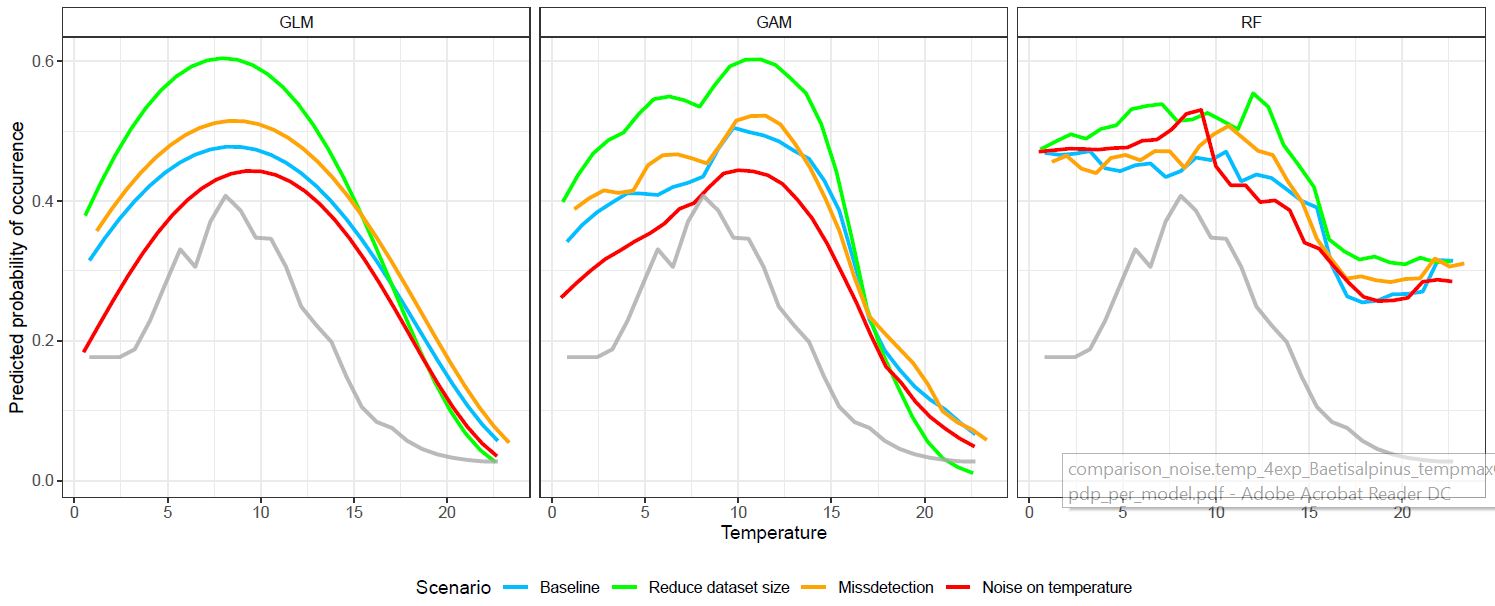 GLM GAM RF
Predicted probability of occurrence
0.6
0.4
0.2
0.0
comparison_noise.temp_4exp_Baetisalpinus_tempmax
pdp_per_model.pdf - Adobe Acrobat Reader DC
0 5 10 15 20 0 5 10 15 20 0 5 10 15 20
Temperature
Scenario Baseline Reduce dataset size Missdetection Noise on temperature